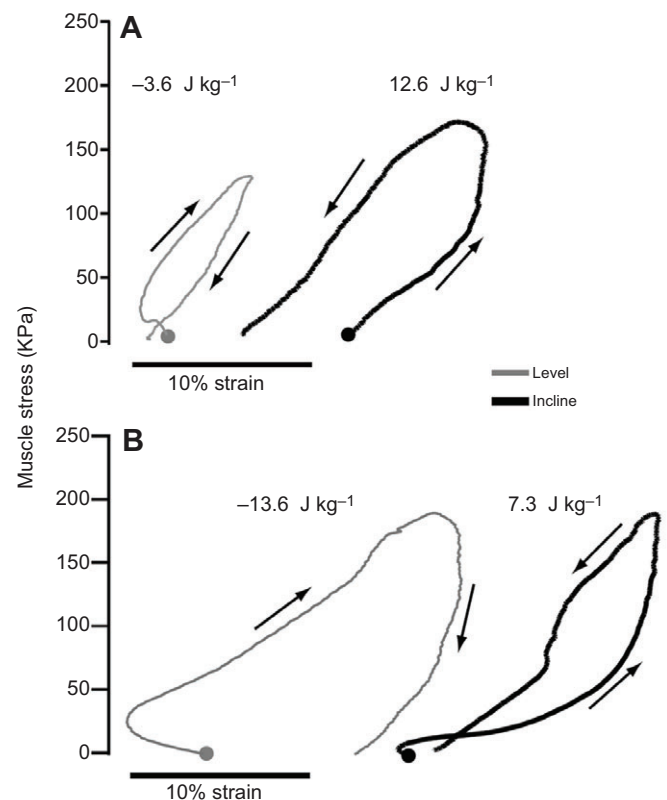 Muscle stress (KPa)
A
250
200
150
100
50
0
–3.6 J kg–1
12.6 J kg–1
10% strain
Level
Incline
B
250
200
150
100
50
0
–13.6 J kg–1
7.3 J kg–1
10% strain